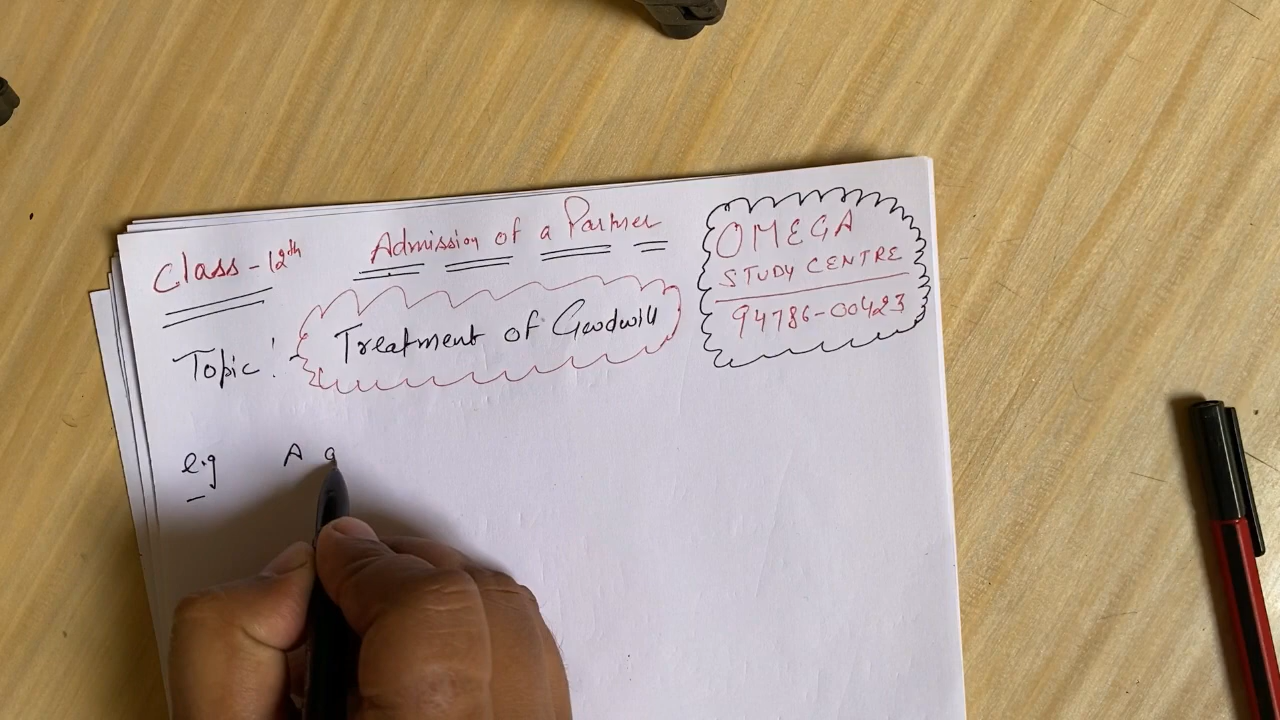 Class - 12th
Admission of a Partner
OMEGA
STUDY CENTRE
94786-00423
Topic :- Treatment of Goodwill
e.g A a